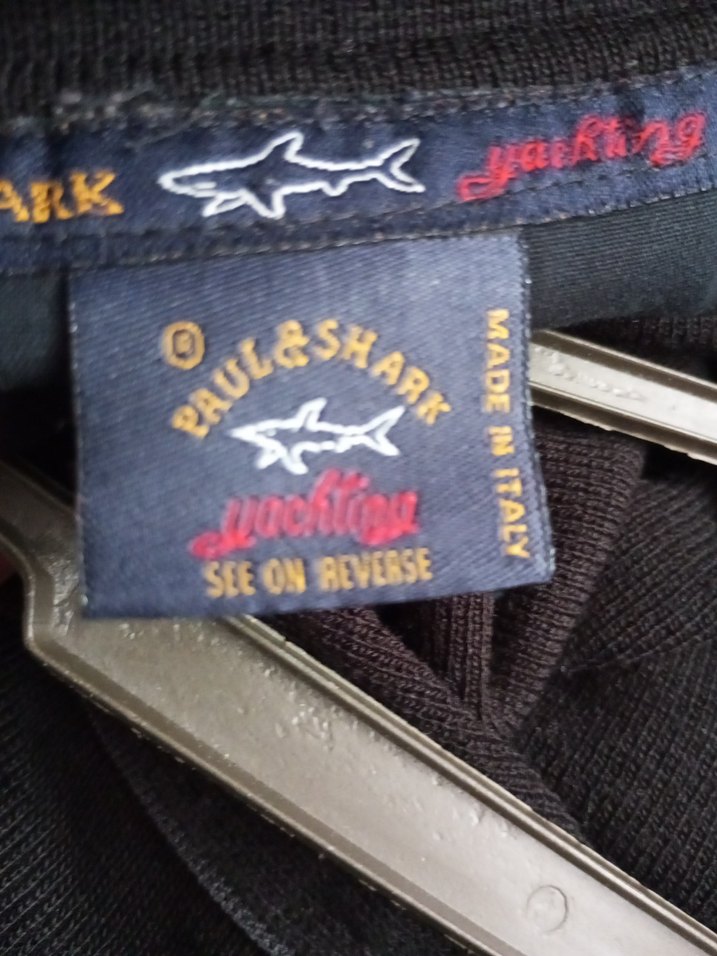 ARK yachting
®
PAUL&SHARK
yachting
SEE ON REVERSE
MADE IN ITALY